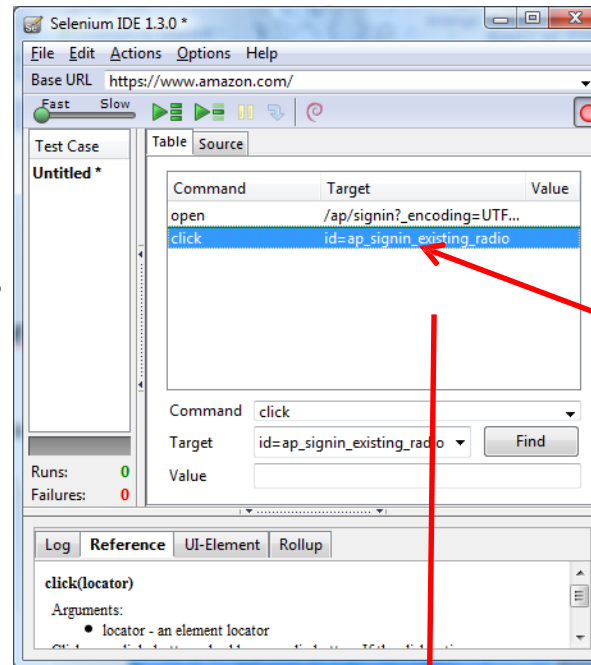 Selenium IDE 1.3.0 *
File Edit Actions Options Help
Base URL https://www.amazon.com/
Fast Slow
Test Case
Table Source
Untitled *
Command Target Value
open /ap/signin?_encoding=UTF...
click id=ap_signin_existing_radio
Command click
Target id=ap_signin_existing_radio Find
Value
Runs: 0
Failures: 0
Log Reference UI-Element Rollup
click(locator)
Arguments:
• locator - an element locator